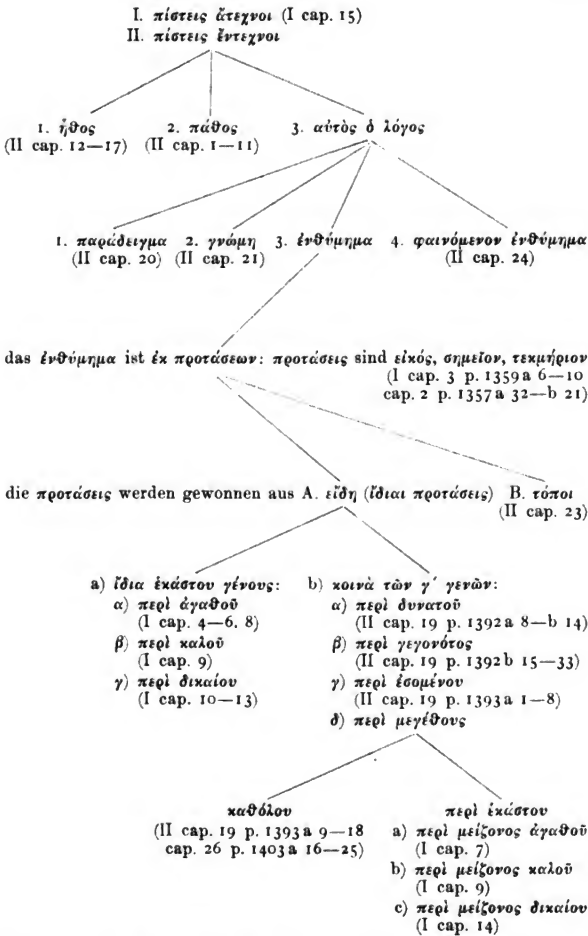 I. πίστεις ἄτεχνοι (I cap. 15)
II. πίστεις ἔντεχνοι
1. ἦθος 2. πάθος 3. αὐτὸς ὁ λόγος
(II cap. 12—17) (II cap. 1—11)
1. παράδειγμα 2. γνώμη 3. ἐνθύμημα 4. φαινόμενον ἐνθύμημα
(II cap. 20) (II cap. 21) (II cap. 24)
das ἐνθύμημα ist ἐκ προτάσεων: προτάσεις sind εἰκός, σημεῖον, τεκμήριον
(I cap. 3 p. 1359a 6—10
cap. 2 p. 1357a 32—b 21)
die προτάσεις werden gewonnen aus A. εἴδη (ἴδιαι προτάσεις) B. τόποι
(II cap. 23)
a) ἴδια ἑκάστου γένους: b) κοινὰ τῶν γ΄ γενῶν:
α) περὶ ἀγαθοῦ α) περὶ δυνατοῦ
(I cap. 4—6. 8) (II cap. 19 p. 1392a 8—b 14)
β) περὶ καλοῦ β) περὶ γεγονότος
(I cap. 9) (II cap. 19 p. 1392b 15—33)
γ) περὶ δικαίου γ) περὶ ἐσομένου
(I cap. 10—13) (II cap. 19 p. 1393a 1—8)
δ) περὶ μεγέθους
καθόλου περὶ ἑκάστου
(II cap. 19 p. 1393a 9—18 a) περὶ μείζονος ἀγαθοῦ
cap. 26 p. 1403a 16—25) (I cap. 7)
b) περὶ μείζονος καλοῦ
(I cap. 9)
c) περὶ μείζονος δικαίου
(I cap. 14)